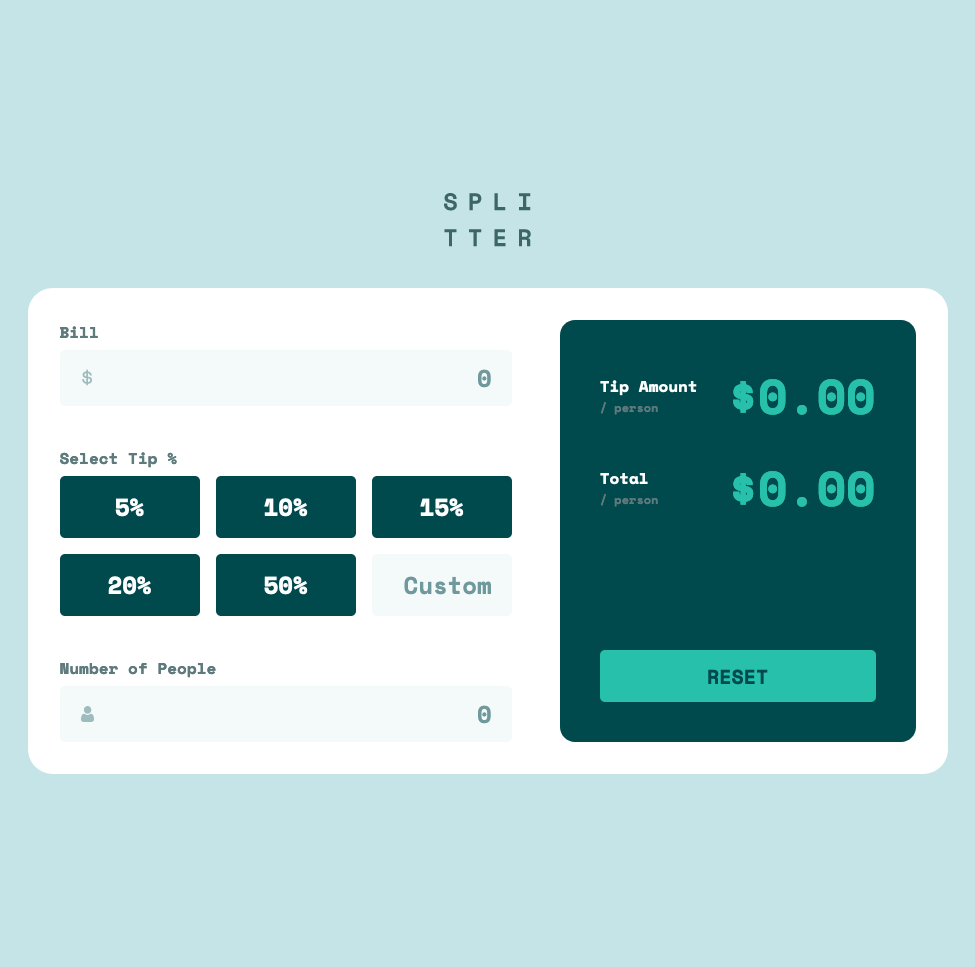 SPLI
TTER
Bill
$ 0
Select Tip %
5% 10% 15%
20% 50% Custom
Number of People
0
Tip Amount
/ person
$0.00
Total
/ person
$0.00
RESET